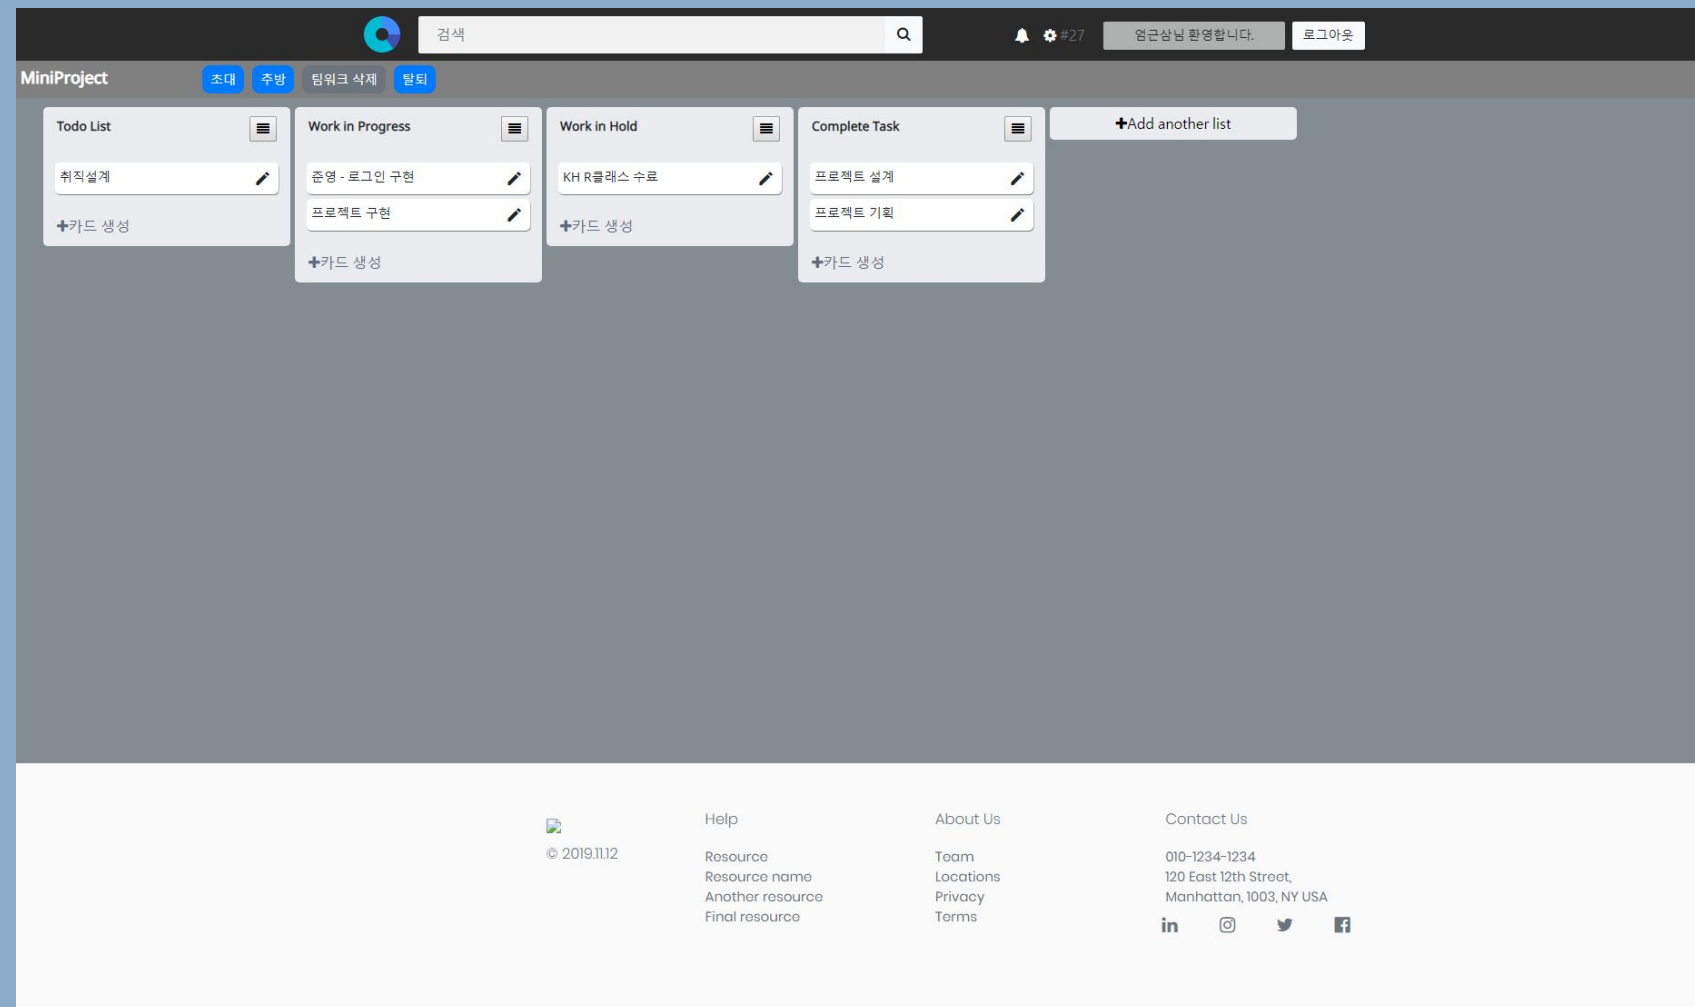 검색
#27
엄근삼님 환영합니다.
로그아웃
MiniProject
초대
추방
팀워크 삭제
탈퇴
Todo List
취직설계
카드 생성
Work in Progress
준영 - 로그인 구현
프로젝트 구현
카드 생성
Work in Hold
KH R클래스 수료
카드 생성
Complete Task
프로젝트 설계
프로젝트 기획
카드 생성
Add another list
© 2019.11.12
Help
Resource
Resource name
Another resource
Final resource
About Us
Team
Locations
Privacy
Terms
Contact Us
010-1234-1234
120 East 12th Street,
Manhattan, 1003, NY USA